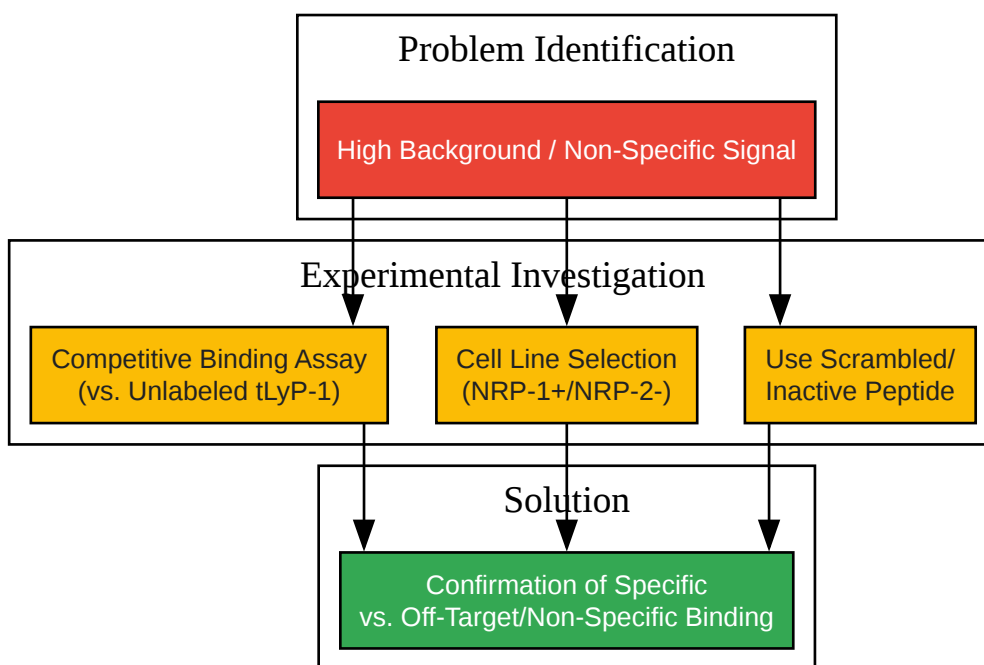 Problem Identification
High Background / Non-Specific Signal
Experimental Investigation
Competitive Binding Assay
(vs. Unlabeled tLyP-1)
Cell Line Selection
(NRP-1+/NRP-2-)
Use Scrambled/
Inactive Peptide
Solution
Confirmation of Specific
vs. Off-Target/Non-Specific Binding